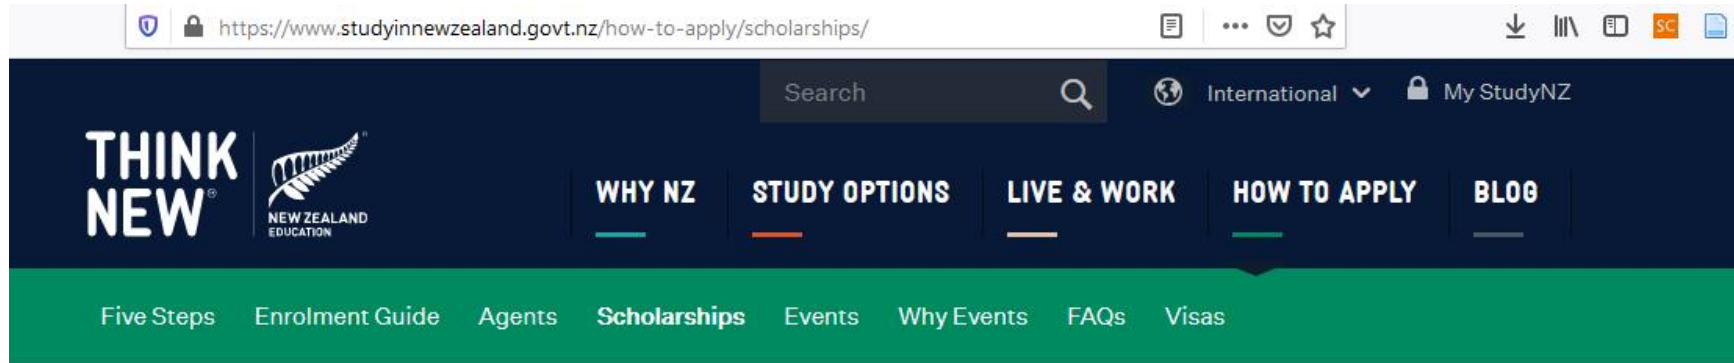 https://www.studyinnewzealand.govt.nz/how-to-apply/scholarships/
SC
Search
International
My StudyNZ
THINK
NEW®
NEW ZEALAND
EDUCATION
WHY NZ
STUDY OPTIONS
LIVE & WORK
HOW TO APPLY
BLOG
Five Steps
Enrolment Guide
Agents
Scholarships
Events
Why Events
FAQs
Visas